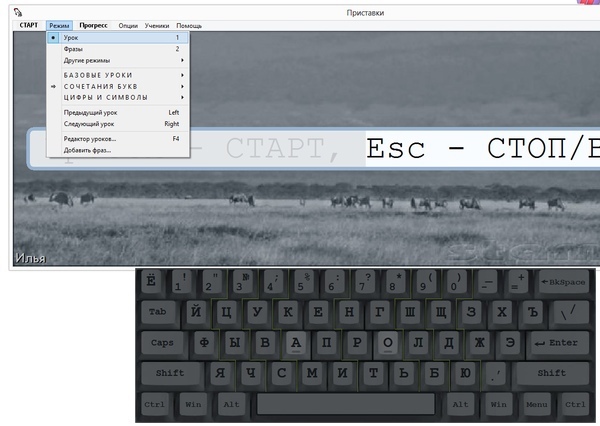 Приставки
СТАРТ Режим Прогресс Опции Ученики Помощь
Урок 1
Фразы 2
Другие режимы
БАЗОВЫЕ УРОКИ
СОЧЕТАНИЯ БУКВ
ЦИФРЫ И СИМВОЛЫ
Предыдущий урок Left
Следующий урок Right
Редактор уроков... F4
Добавить фраз...
- СТАРТ, Esc - СТОП/
Илья
Ё ! 1 " 2 № 3 ; 4 % 5 : 6 ? 7 * 8 ( 9 ) 0 _ - + = BkSpace
Tab Й Ц У К Е Н Г Ш Щ З Х Ъ \ /
Caps Ф Ы В А П Р О Л Д Ж Э Enter
Shift Я Ч С М И Т Ь Б Ю . , Shift
Ctrl Win Alt Alt Win Menu Ctrl